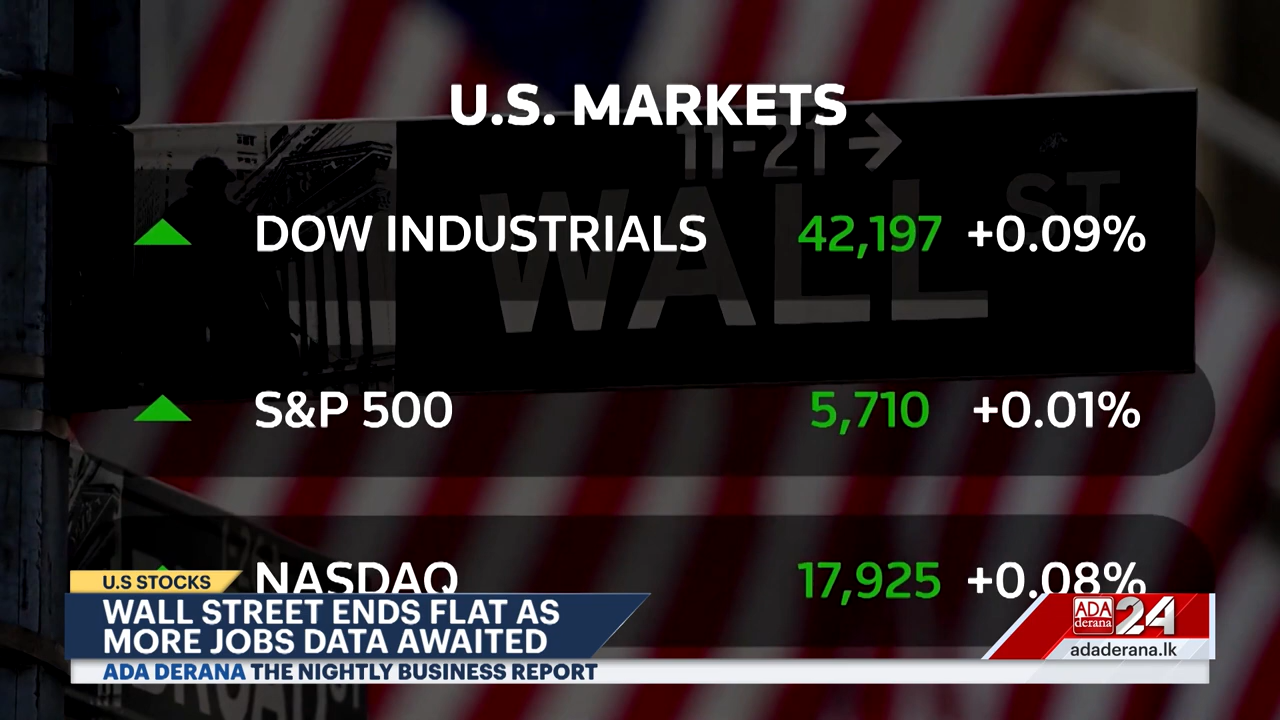 U.S. MARKETS
11-21 →
WALL ST
DOW INDUSTRIALS 42,197 +0.09%
S&P 500 5,710 +0.01%
NASDAQ 17,925 +0.08%
U.S STOCKS
WALL STREET ENDS FLAT AS
MORE JOBS DATA AWAITED
ADA DERANA THE NIGHTLY BUSINESS REPORT
ADA
derana 24
adaderana.lk